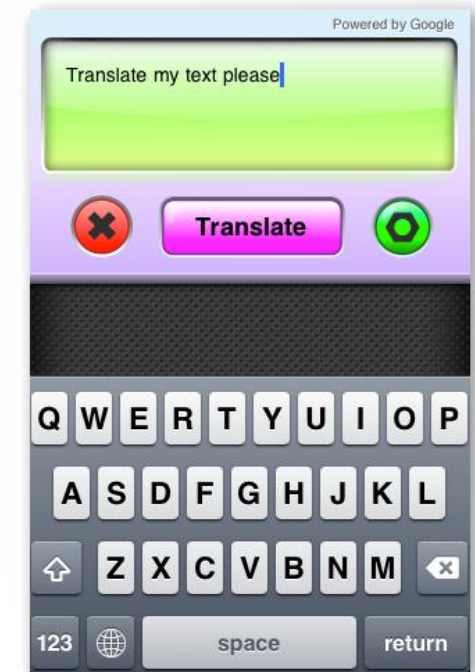 Powered by Google
Translate my text please
Translate
Q W E R T Y U I O P
A S D F G H J K L
Z X C V B N M
123 space return